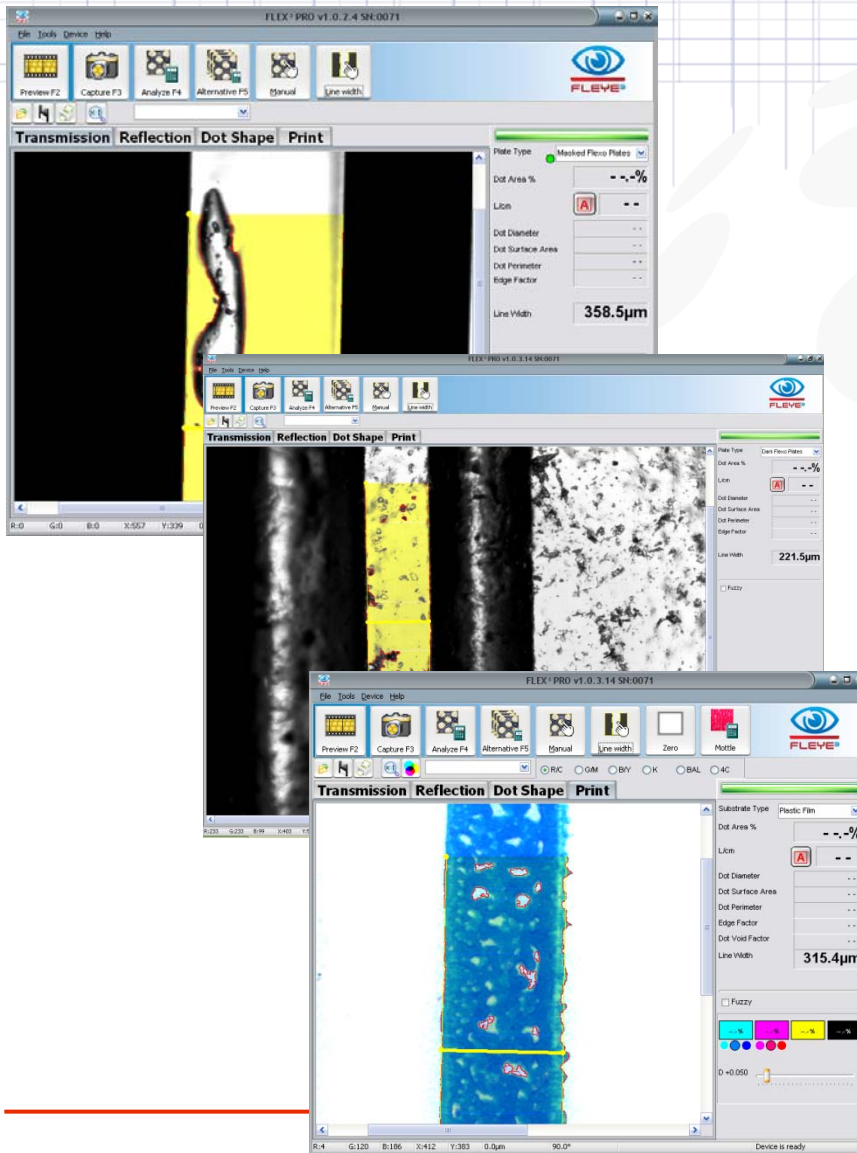 FLEX³ PRO v1.0.2.4 SN:0071
File Tools Device Help
Preview F2 Capture F3 Analyze F4 Alternative F5 Manual Line width
FLEYE®
Transmission Reflection Dot Shape Print
Plate Type Masked Flexo Plates
Dot Area % - -.-%
L/cm A - -
Dot Diameter - -
Dot Surface Area - -
Dot Perimeter - -
Edge Factor - -
Line Width 358.5µm
R:0 G:0 B:0 X:557 Y:339
FLEX³ PRO v1.0.3.14 SN:0071
File Tools Device Help
Preview F2 Capture F3 Analyze F4 Alternative F5 Manual Line width
FLEYE®
Transmission Reflection Dot Shape Print
Plate Type Dark Flexo Plates
Dot Area % - -.-%
L/cm A - -
Dot Diameter - -
Dot Surface Area - -
Dot Perimeter - -
Edge Factor - -
Line Width 221.5µm
Fuzzy
R:233 G:233 B:99 X:403
FLEX³ PRO v1.0.3.14 SN:0071
File Tools Device Help
Preview F2 Capture F3 Analyze F4 Alternative F5 Manual Line width Zero Mottle
FLEYE®
R/C G/M B/Y K BAL 4C
Transmission Reflection Dot Shape Print
Substrate Type Plastic Film
Dot Area % - -.-%
L/cm A - -
Dot Diameter - -
Dot Surface Area - -
Dot Perimeter - -
Edge Factor - -
Dot Void Factor - -
Line Width 315.4µm
Fuzzy
--.-% --.-% --.-% --.-%
D +0.050
R:4 G:120 B:186 X:412 Y:383 0.0µm 90.0° Device is ready